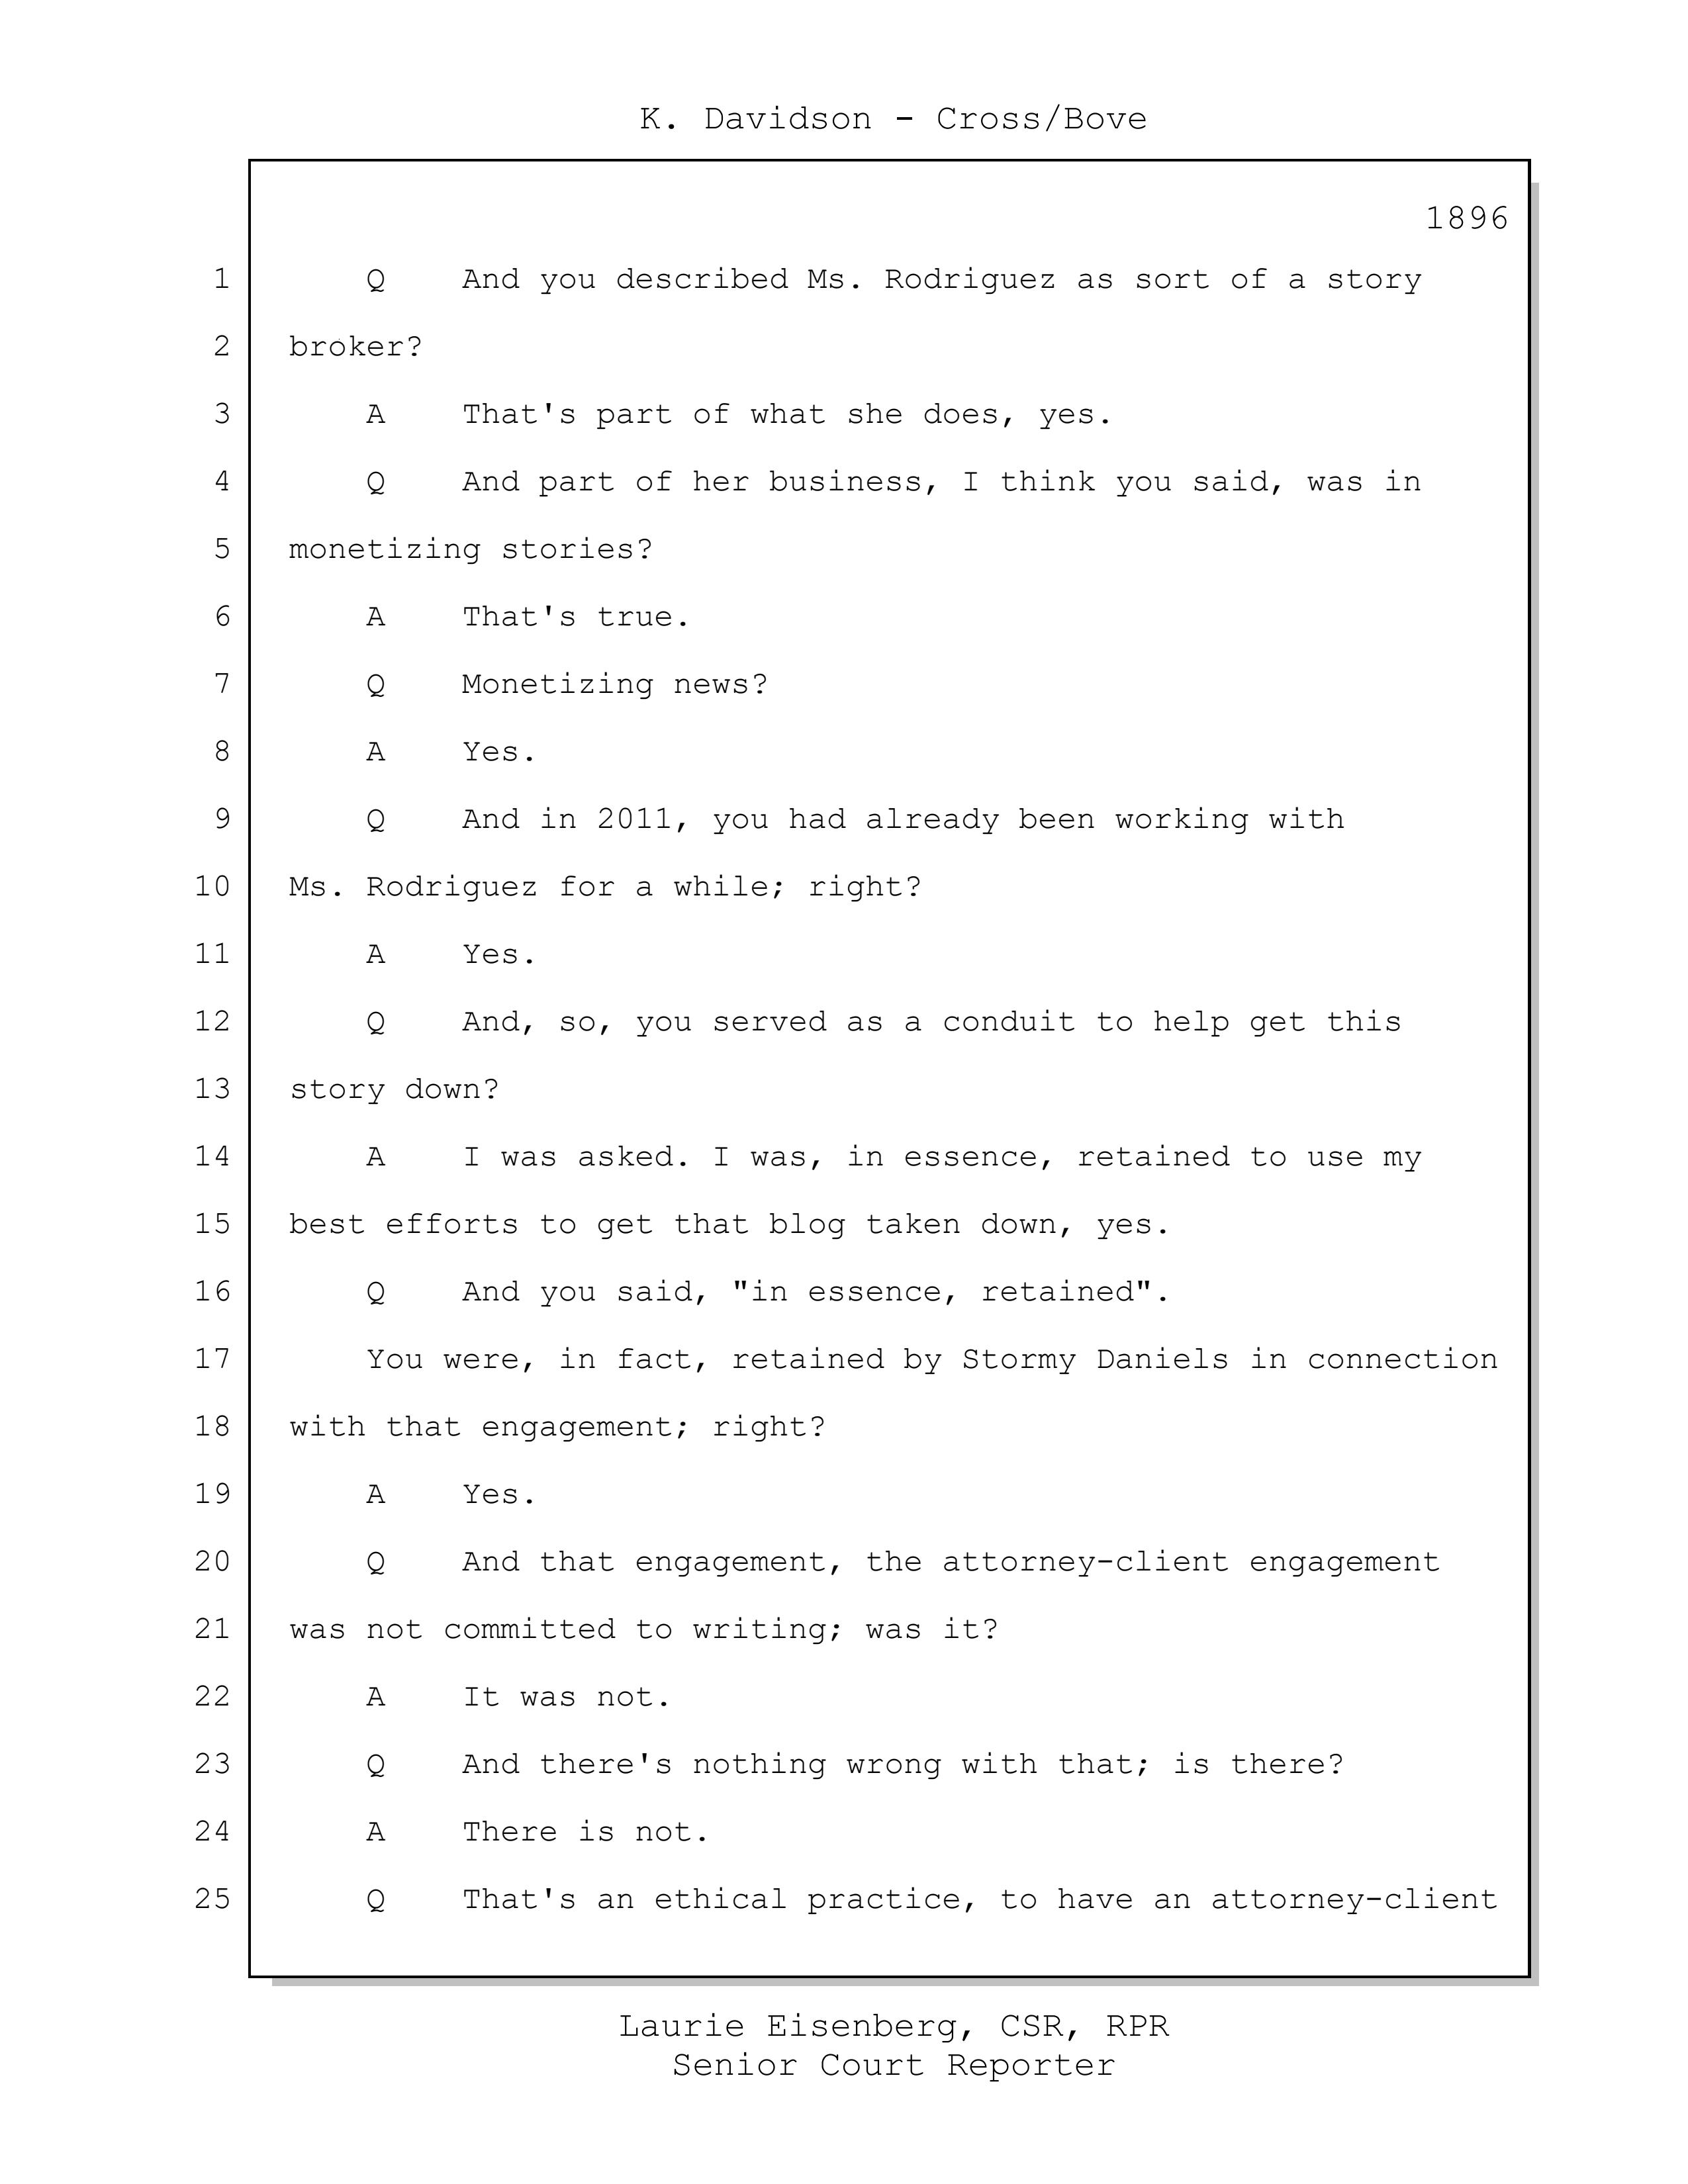 K. Davidson - Cross/Bove
1896
1 Q And you described Ms. Rodriguez as sort of a story
2 broker?
3 A That's part of what she does, yes.
4 Q And part of her business, I think you said, was in
5 monetizing stories?
6 A That's true.
7 Q Monetizing news?
8 A Yes.
9 Q And in 2011, you had already been working with
10 Ms. Rodriguez for a while; right?
11 A Yes.
12 Q And, so, you served as a conduit to help get this
13 story down?
14 A I was asked. I was, in essence, retained to use my
15 best efforts to get that blog taken down, yes.
16 Q And you said, "in essence, retained".
17 You were, in fact, retained by Stormy Daniels in connection
18 with that engagement; right?
19 A Yes.
20 Q And that engagement, the attorney-client engagement
21 was not committed to writing; was it?
22 A It was not.
23 Q And there's nothing wrong with that; is there?
24 A There is not.
25 Q That's an ethical practice, to have an attorney-client
Laurie Eisenberg, CSR, RPR
Senior Court Reporter